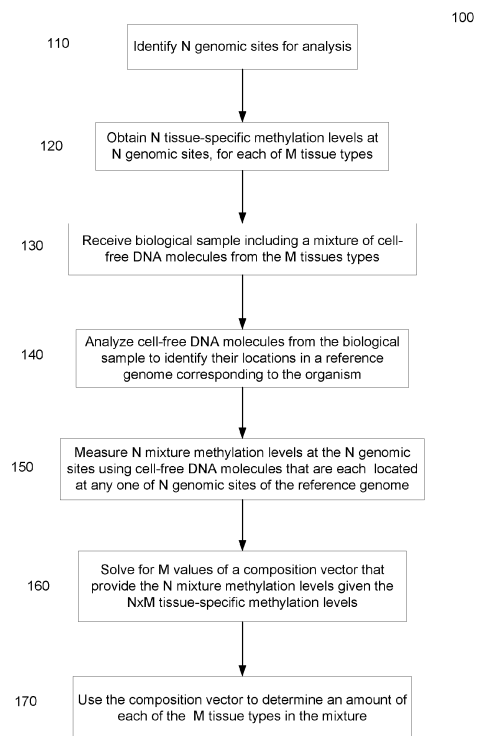 100
110
Identify N genomic sites for analysis
120
Obtain N tissue-specific methylation levels at
N genomic sites, for each of M tissue types
130
Receive biological sample including a mixture of cell-
free DNA molecules from the M tissues types
140
Analyze cell-free DNA molecules from the biological
sample to identify their locations in a reference
genome corresponding to the organism
150
Measure N mixture methylation levels at the N genomic
sites using cell-free DNA molecules that are each located
at any one of N genomic sites of the reference genome
160
Solve for M values of a composition vector that
provide the N mixture methylation levels given the
NxM tissue-specific methylation levels
170
Use the composition vector to determine an amount of
each of the M tissue types in the mixture